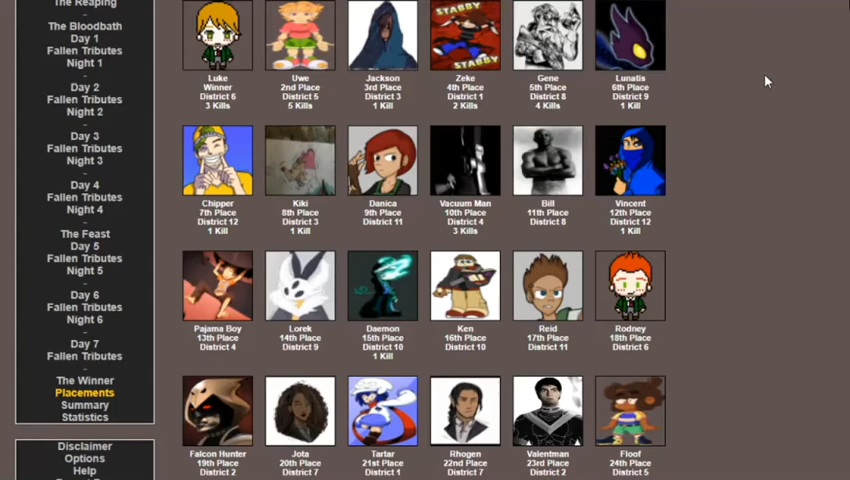 The Reaping
-
The Bloodbath
Day 1
Fallen Tributes
Night 1
-
Day 2
Fallen Tributes
Night 2
-
Day 3
Fallen Tributes
Night 3
-
Day 4
Fallen Tributes
Night 4
-
The Feast
Day 5
Fallen Tributes
Night 5
-
Day 6
Fallen Tributes
Night 6
-
Day 7
Fallen Tributes
-
The Winner
Placements
Summary
Statistics
Disclaimer
Options
Help
STABBY
STABBY
Luke
Winner
District 6
3 Kills
Uwe
2nd Place
District 5
5 Kills
Jackson
3rd Place
District 3
1 Kill
Zeke
4th Place
District 1
2 Kills
Gene
5th Place
District 8
4 Kills
Lunatis
6th Place
District 9
1 Kill
Chipper
7th Place
District 12
1 Kill
Kiki
8th Place
District 3
1 Kill
Danica
9th Place
District 11
Vacuum Man
10th Place
District 4
3 Kills
Bill
11th Place
District 8
Vincent
12th Place
District 12
1 Kill
Pajama Boy
13th Place
District 4
Lorek
14th Place
District 9
Daemon
15th Place
District 10
1 Kill
Ken
16th Place
District 10
Reid
17th Place
District 11
Rodney
18th Place
District 6
Falcon Hunter
19th Place
District 2
Jota
20th Place
District 7
Tartar
21st Place
District 1
Rhogen
22nd Place
District 7
Valentman
23rd Place
District 2
Floof
24th Place
District 5